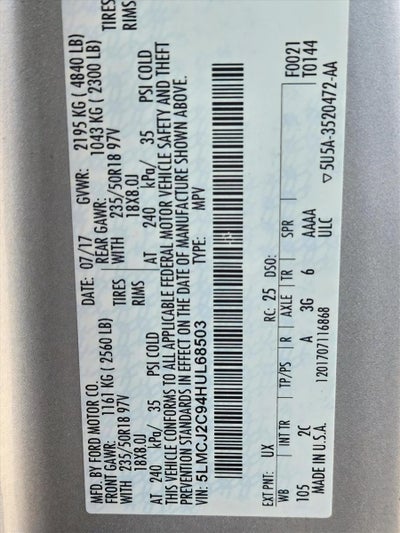 MFD. BY FORD MOTOR CO.
DATE: 07/17 GVWR: 2195 KG ( 4840 LB)
FRONT GAWR: 1161 KG ( 2560 LB) REAR GAWR: 1043 KG ( 2300 LB)
WITH 235/50R18 97V TIRES WITH 235/50R18 97V TIRES
18X8.0J RIMS 18X8.0J RIMS
AT 240 kPa/ 35 PSI COLD AT 240 kPa/ 35 PSI COLD
THIS VEHICLE CONFORMS TO ALL APPLICABLE FEDERAL MOTOR VEHICLE SAFETY AND THEFT
PREVENTION STANDARDS IN EFFECT ON THE DATE OF MANUFACTURE SHOWN ABOVE.
VIN: 5LMCJ2C94HUL68503 TYPE: MPV
F0021
T0144
EXT PNT: UX RC: 25 DSO:
WB INT TR TP/PS R AXLE TR SPR
105 2C A 3G 6 AAAA
ULC
MADE IN U.S.A. 1201707116868 ▽5U5A-3520472-AA